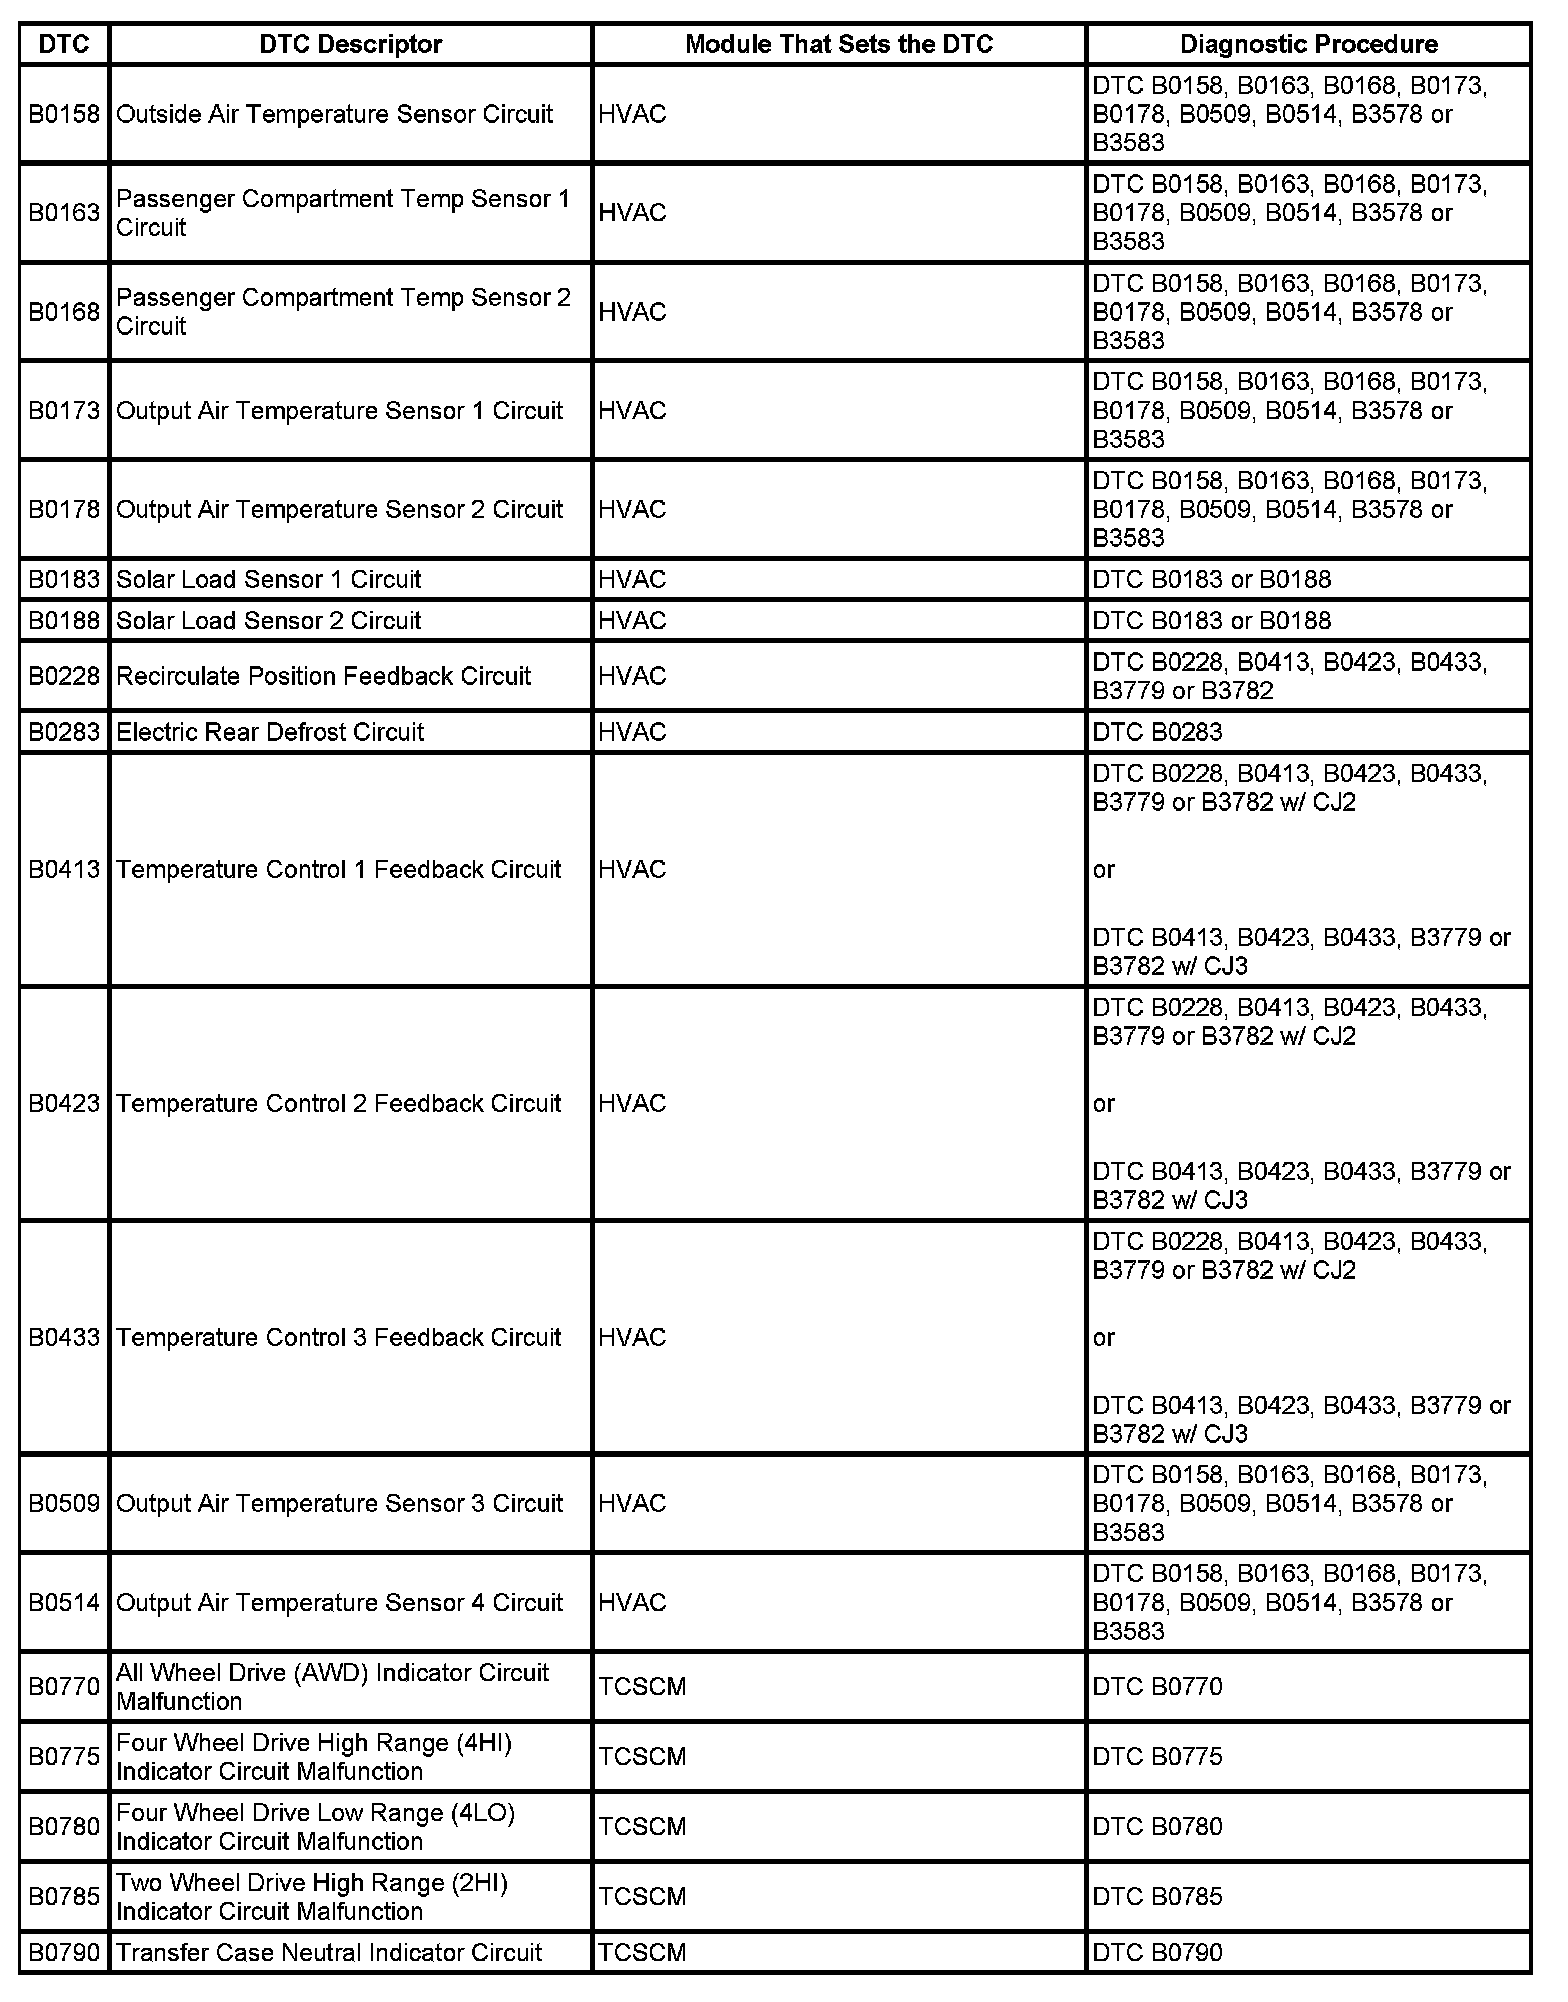 DTC DTC Descriptor Module That Sets the DTC Diagnostic Procedure
B0158 Outside Air Temperature Sensor Circuit HVAC DTC B0158, B0163, B0168, B0173,
B0178, B0509, B0514, B3578 or
B3583
B0163 Passenger Compartment Temp Sensor 1
Circuit HVAC DTC B0158, B0163, B0168, B0173,
B0178, B0509, B0514, B3578 or
B3583
B0168 Passenger Compartment Temp Sensor 2
Circuit HVAC DTC B0158, B0163, B0168, B0173,
B0178, B0509, B0514, B3578 or
B3583
B0173 Output Air Temperature Sensor 1 Circuit HVAC DTC B0158, B0163, B0168, B0173,
B0178, B0509, B0514, B3578 or
B3583
B0178 Output Air Temperature Sensor 2 Circuit HVAC DTC B0158, B0163, B0168, B0173,
B0178, B0509, B0514, B3578 or
B3583
B0183 Solar Load Sensor 1 Circuit HVAC DTC B0183 or B0188
B0188 Solar Load Sensor 2 Circuit HVAC DTC B0183 or B0188
B0228 Recirculate Position Feedback Circuit HVAC DTC B0228, B0413, B0423, B0433,
B3779 or B3782
B0283 Electric Rear Defrost Circuit HVAC DTC B0283
B0413 Temperature Control 1 Feedback Circuit HVAC DTC B0228, B0413, B0423, B0433,
B3779 or B3782 w/ CJ2
or
DTC B0413, B0423, B0433, B3779 or
B3782 w/ CJ3
B0423 Temperature Control 2 Feedback Circuit HVAC DTC B0228, B0413, B0423, B0433,
B3779 or B3782 w/ CJ2
or
DTC B0413, B0423, B0433, B3779 or
B3782 w/ CJ3
B0433 Temperature Control 3 Feedback Circuit HVAC DTC B0228, B0413, B0423, B0433,
B3779 or B3782 w/ CJ2
or
DTC B0413, B0423, B0433, B3779 or
B3782 w/ CJ3
B0509 Output Air Temperature Sensor 3 Circuit HVAC DTC B0158, B0163, B0168, B0173,
B0178, B0509, B0514, B3578 or
B3583
B0514 Output Air Temperature Sensor 4 Circuit HVAC DTC B0158, B0163, B0168, B0173,
B0178, B0509, B0514, B3578 or
B3583
B0770 All Wheel Drive (AWD) Indicator Circuit
Malfunction TCSCM DTC B0770
B0775 Four Wheel Drive High Range (4HI)
Indicator Circuit Malfunction TCSCM DTC B0775
B0780 Four Wheel Drive Low Range (4LO)
Indicator Circuit Malfunction TCSCM DTC B0780
B0785 Two Wheel Drive High Range (2HI)
Indicator Circuit Malfunction TCSCM DTC B0785
B0790 Transfer Case Neutral Indicator Circuit TCSCM DTC B0790